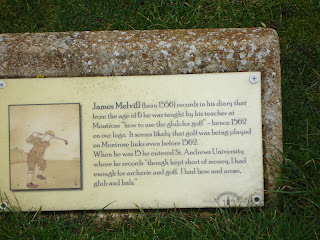 James Melvill (born 1556) records in his diary that
from the age of 6 he was taught by his teacher at
Montrose "how to use the glub for golf" - hence 1562
on our logo. It seems likely that golf was being played
on Montrose links even before 1562.
When he was 15 he entered St. Andrews University
where he records "though kept short of money, I had
enough for archerie and goff. I had bow and arose,
glub and bals."